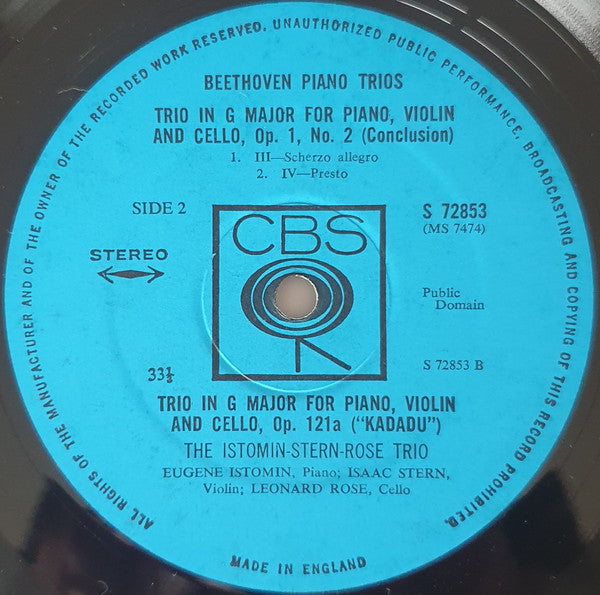 ALL RIGHTS OF THE MANUFACTURER AND OF THE OWNER OF THE RECORDED WORK RESERVED. UNAUTHORIZED PUBLIC PERFORMANCE, BROADCASTING AND COPYING OF THIS RECORD PROHIBITED.
BEETHOVEN PIANO TRIOS
TRIO IN G MAJOR FOR PIANO, VIOLIN
AND CELLO, Op. 1, No. 2 (Conclusion)
1. III—Scherzo allegro
2. IV—Presto
SIDE 2
CBS
S 72853
(MS 7474)
STEREO
Public
Domain
33⅓
S 72853 B
TRIO IN G MAJOR FOR PIANO, VIOLIN
AND CELLO, Op. 121a ("KADADU")
THE ISTOMIN-STERN-ROSE TRIO
EUGENE ISTOMIN, Piano; ISAAC STERN,
Violin; LEONARD ROSE, Cello
MADE IN ENGLAND